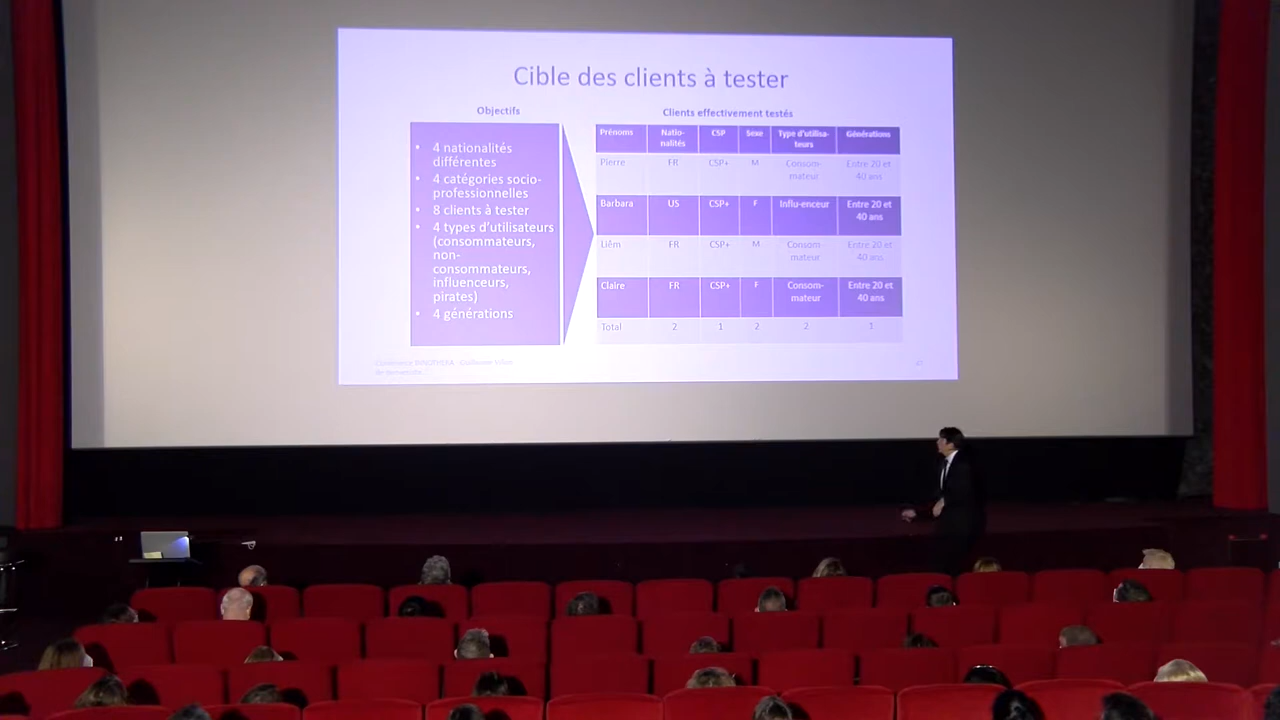 Cible des clients à tester
Objectifs
• 4 nationalités
différentes
• 4 catégories socio-
professionnelles
• 8 clients à tester
• 4 types d'utilisateurs
(consommateurs,
non-
consommateurs,
influenceurs,
pirates)
• 4 générations
Clients effectivement testés
Prénoms Natio- CSP Sexe Type d'utilisa- Générations
nalités teurs
Pierre FR CSP+ M Consom- Entre 20 et
mateur 40 ans
Barbara US CSP+ F Influ-enceur Entre 20 et
40 ans
Liêm FR CSP+ M Consom- Entre 20 et
mateur 40 ans
Claire FR CSP+ F Consom- Entre 20 et
mateur 40 ans
Total 2 1 2 2 1